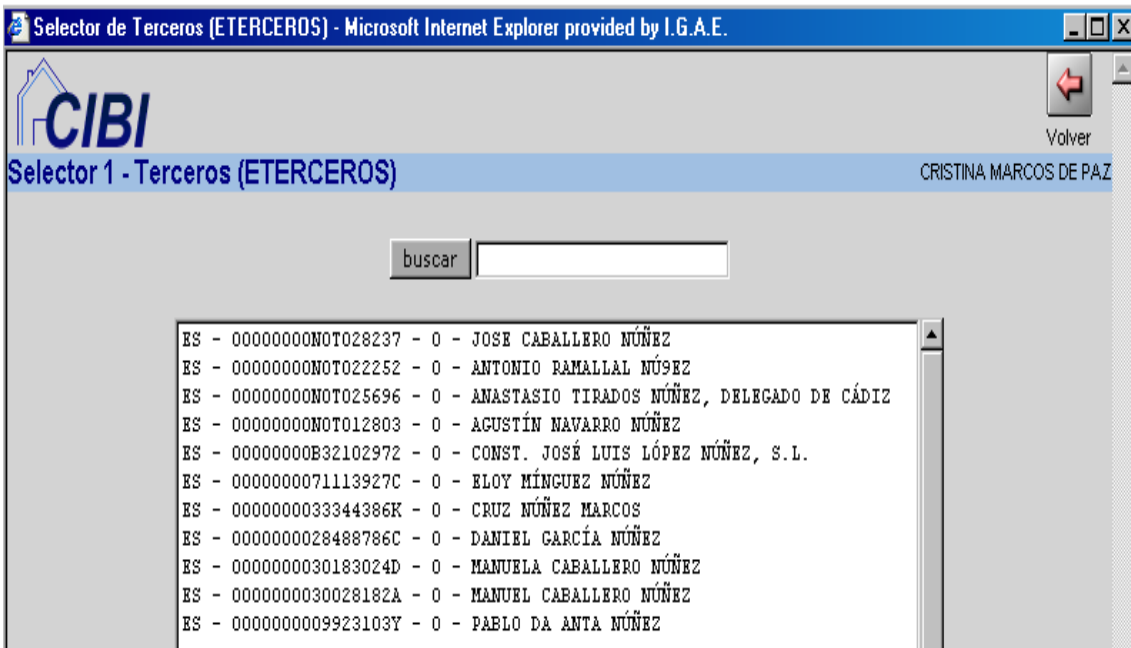 Selector de Terceros (ETERCEROS) - Microsoft Internet Explorer provided by I.G.A.E.
CIBI
Volver
Selector 1 - Terceros (ETERCEROS)
CRISTINA MARCOS DE PAZ
buscar
ES - 00000000NOT028237 - 0 - JOSE CABALLERO NÚÑEZ
ES - 00000000NOT022252 - 0 - ANTONIO RAMALLAL NÚ9EZ
ES - 00000000NOT025696 - 0 - ANASTASIO TIRADOS NÚÑEZ, DELEGADO DE CÁDIZ
ES - 00000000NOT012803 - 0 - AGUSTÍN NAVARRO NÚÑEZ
ES - 00000000B32102972 - 0 - CONST. JOSÉ LUIS LÓPEZ NÚÑEZ, S.L.
ES - 0000000071113927C - 0 - ELOY MÍNGUEZ NÚÑEZ
ES - 0000000033344386K - 0 - CRUZ NÚÑEZ MARCOS
ES - 0000000028488786C - 0 - DANIEL GARCÍA NÚÑEZ
ES - 0000000030183024D - 0 - MANUELA CABALLERO NÚÑEZ
ES - 0000000030028182A - 0 - MANUEL CABALLERO NÚÑEZ
ES - 0000000009923103Y - 0 - PABLO DA ANTA NÚÑEZ